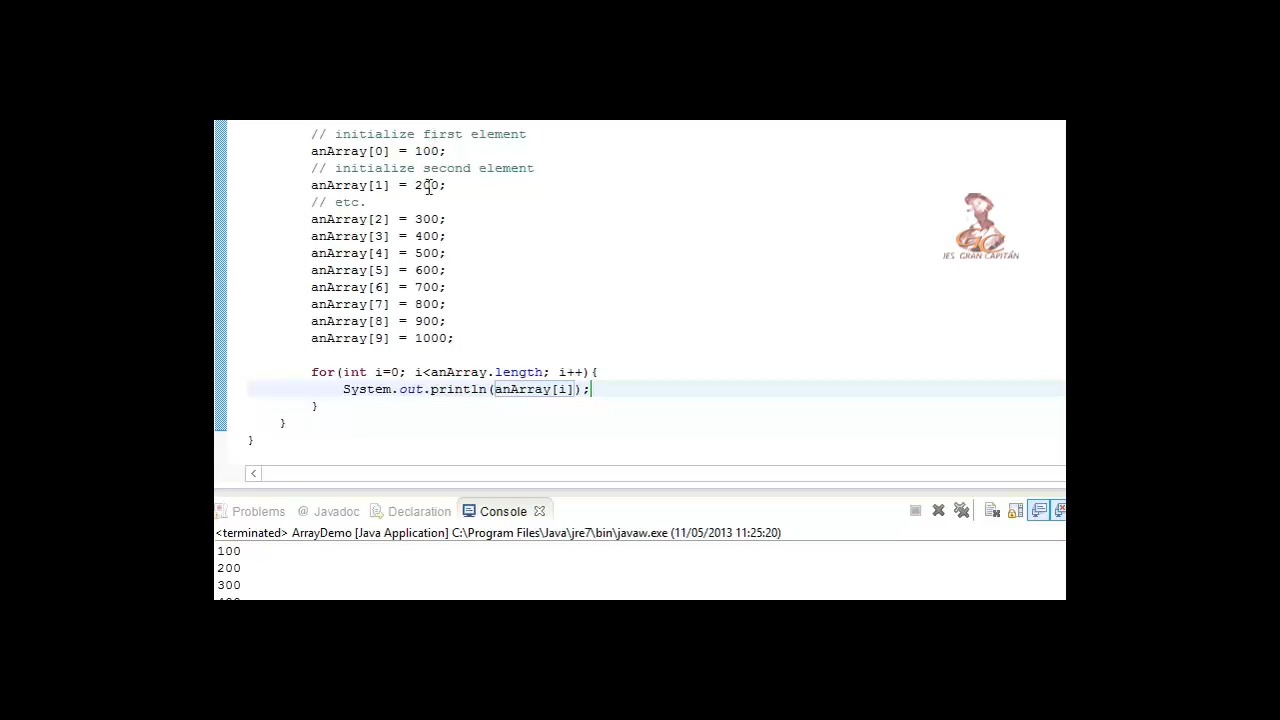 // initialize first element
anArray[0] = 100;
// initialize second element
anArray[1] = 200;
// etc.
anArray[2] = 300;
anArray[3] = 400;
anArray[4] = 500;
anArray[5] = 600;
anArray[6] = 700;
anArray[7] = 800;
anArray[8] = 900;
anArray[9] = 1000;
for(int i=0; i<anArray.length; i++){
System.out.println(anArray[i]);
}
}
}
IES GRAN CAPITÁN
<
Problems @ Javadoc Declaration Console
<terminated> ArrayDemo [Java Application] C:\Program Files\Java\jre7\bin\javaw.exe (11/05/2013 11:25:20)
100
200
300